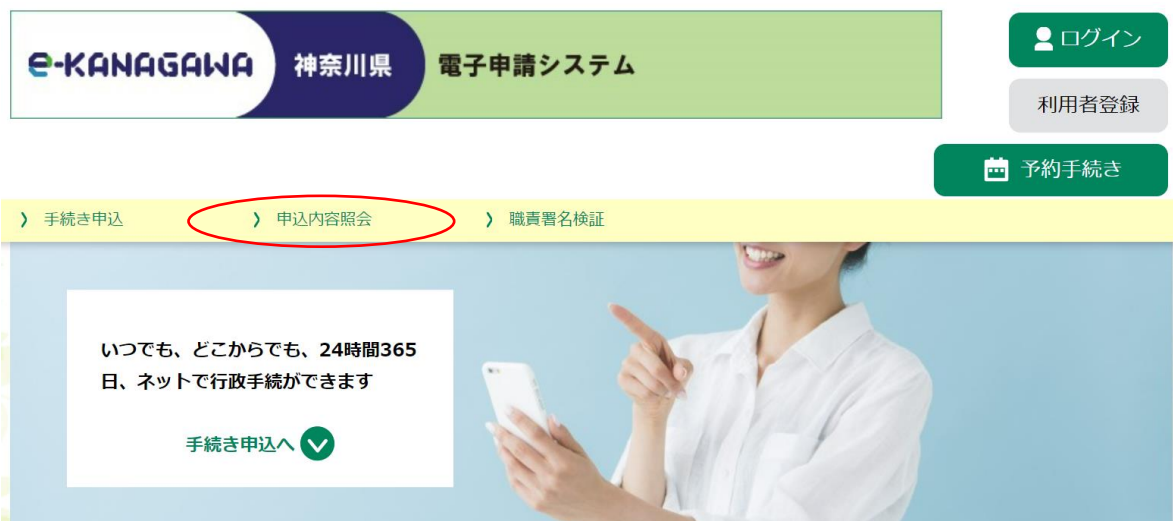 e-KANAGAWA 神奈川県 電子申請システム
ログイン
利用者登録
予約手続き
手続き申込
申込内容照会
職責署名検証
いつでも、どこからでも、24時間365
日、ネットで行政手続ができます
手続き申込へ